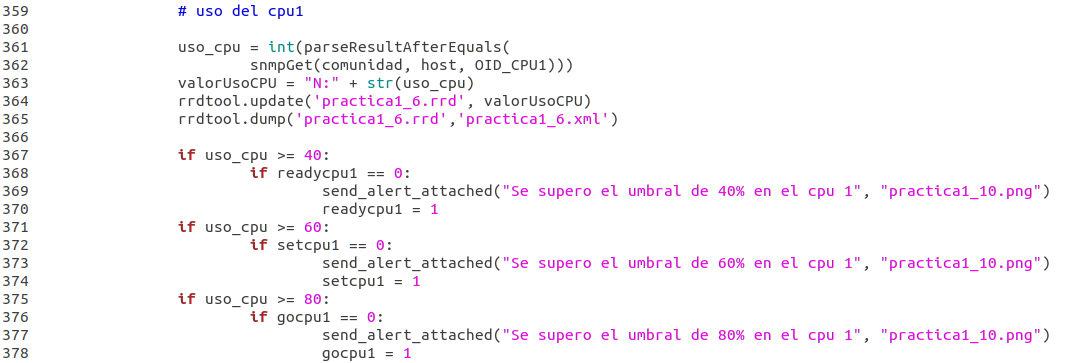 359 # uso del cpu1
360
361 uso_cpu = int(parseResultAfterEquals(
362 snmpGet(comunidad, host, OID_CPU1)))
363 valorUsoCPU = "N:" + str(uso_cpu)
364 rrdtool.update('practica1_6.rrd', valorUsoCPU)
365 rrdtool.dump('practica1_6.rrd','practica1_6.xml')
366
367 if uso_cpu >= 40:
368 if readycpu1 == 0:
369 send_alert_attached("Se supero el umbral de 40% en el cpu 1", "practica1_10.png")
370 readycpu1 = 1
371 if uso_cpu >= 60:
372 if setcpu1 == 0:
373 send_alert_attached("Se supero el umbral de 60% en el cpu 1", "practica1_10.png")
374 setcpu1 = 1
375 if uso_cpu >= 80:
376 if gocpu1 == 0:
377 send_alert_attached("Se supero el umbral de 80% en el cpu 1", "practica1_10.png")
378 gocpu1 = 1